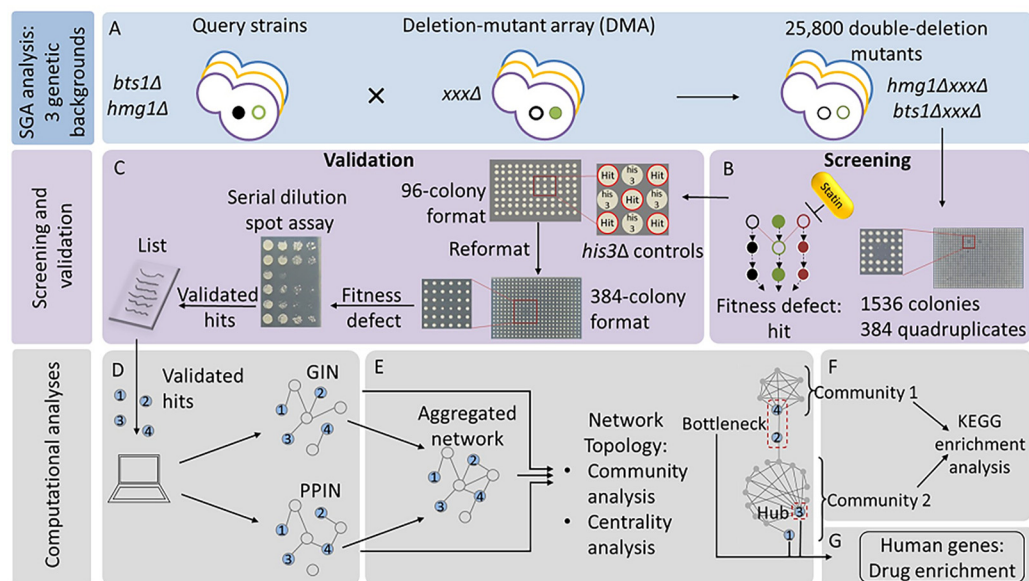 SGA analysis:
3 genetic
backgrounds
A
Query strains
bts1Δ
hmg1Δ
×
Deletion-mutant array (DMA)
xxxΔ
25,800 double-deletion
mutants
hmg1ΔxxxΔ
bts1ΔxxxΔ
Screening and
validation
C
Validation
96-colony
format
Hit
his
3
Hit
his
3
Hit
his
3
Hit
his
3
Hit
his3Δ controls
Reformat
384-colony
format
Fitness
defect
Serial dilution
spot assay
Validated
hits
List
B
Screening
Statin
Fitness defect:
hit
1536 colonies
384 quadruplicates
Computational analyses
D
Validated
hits
1
2
3
4
GIN
1
2
3
4
PPIN
1
2
3
4
E
Aggregated
network
1
2
3
4
Network
Topology:
• Community
analysis
• Centrality
analysis
Bottleneck
4
2
Hub
3
1
Community 1
Community 2
F
KEGG
enrichment
analysis
G
Human genes:
Drug enrichment